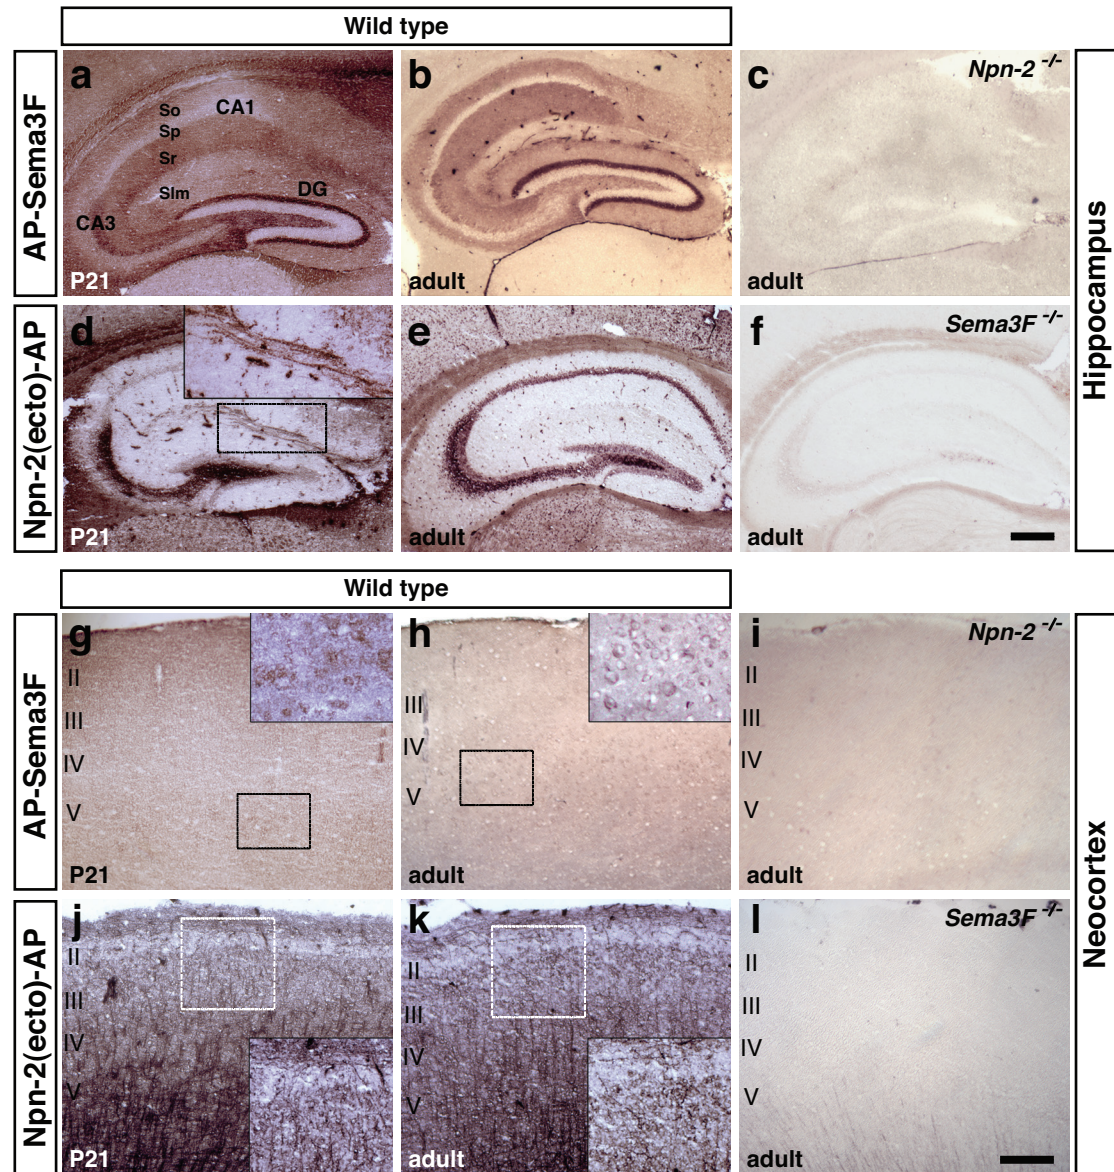 Wild type
AP-Sema3F
a
So
CA1
Sp
Sr
Slm
DG
CA3
P21
b
adult
c
Npn-2 -/-
adult
Hippocampus
Npn-2(ecto)-AP
d
P21
e
adult
f
Sema3F -/-
adult
Wild type
AP-Sema3F
g
II
III
IV
V
P21
h
III
IV
V
adult
i
Npn-2 -/-
II
III
IV
V
adult
Neocortex
Npn-2(ecto)-AP
j
II
III
IV
V
P21
k
II
III
IV
V
adult
l
Sema3F -/-
II
III
IV
V
adult